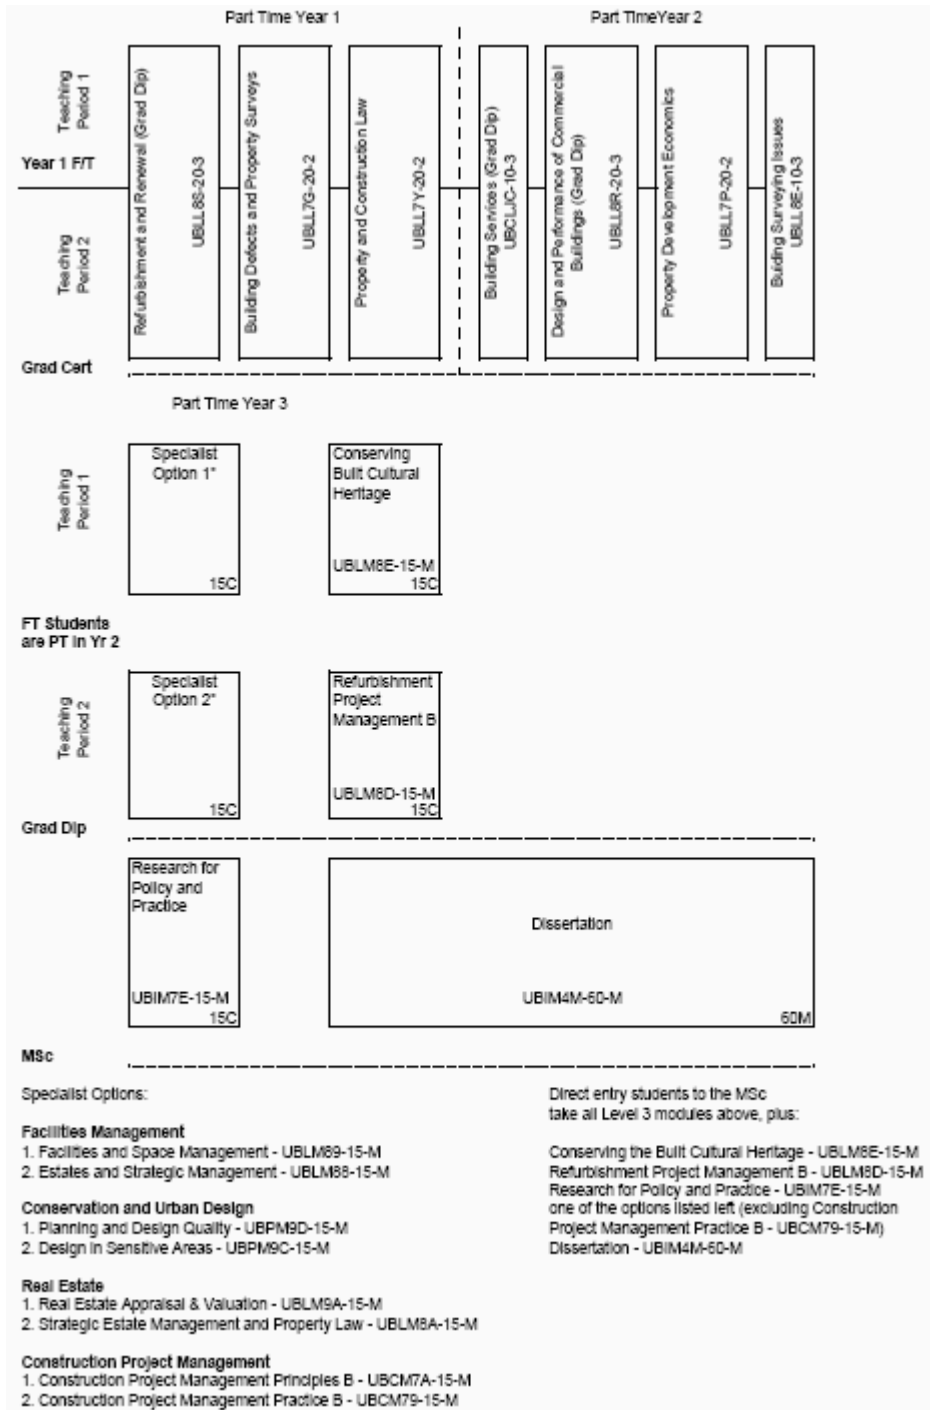 Part Time Year 1
Part TimeYear 2
Teaching
Period 1
Year 1 F/T
Teaching
Period 2
Refurbishment and Renewal (Grad Dip)
UBLL8S-20-3
Building Defects and Property Surveys
UBLL7G-20-2
Property and Construction Law
UBLL7Y-20-2
Building Services (Grad Dip)
UBCLJC-10-3
Design and Performance of Commercial
Buildings (Grad Dip)
UBLL8R-20-3
Property Development Economics
UBLL7P-20-2
Buiding Surveying Issues
UBLL8E-10-3
Grad Cert
Part Time Year 3
Teaching
Period 1
Specialist
Option 1*
15C
Conserving
Built Cultural
Heritage
UBLM8E-15-M
15C
FT Students
are PT in Yr 2
Teaching
Period 2
Specialist
Option 2*
15C
Refurbishment
Project
Management B
UBLM8D-15-M
15C
Grad Dip
Research for
Policy and
Practice
UBIM7E-15-M
15C
Dissertation
UBIM4M-60-M
60M
MSc
Specialist Options:
Facilities Management
1. Facilities and Space Management - UBLM89-15-M
2. Estates and Strategic Management - UBLM88-15-M
Conservation and Urban Design
1. Planning and Design Quality - UBPM9D-15-M
2. Design in Sensitive Areas - UBPM9C-15-M
Real Estate
1. Real Estate Appraisal & Valuation - UBLM9A-15-M
2. Strategic Estate Management and Property Law - UBLM8A-15-M
Construction Project Management
1. Construction Project Management Principles B - UBCM7A-15-M
2. Construction Project Management Practice B - UBCM79-15-M
Direct entry students to the MSc
take all Level 3 modules above, plus:
Conserving the Built Cultural Heritage - UBLM8E-15-M
Refurbishment Project Management B - UBLM8D-15-M
Research for Policy and Practice - UBIM7E-15-M
one of the options listed left (excluding Construction
Project Management Practice B - UBCM79-15-M)
Dissertation - UBIM4M-60-M